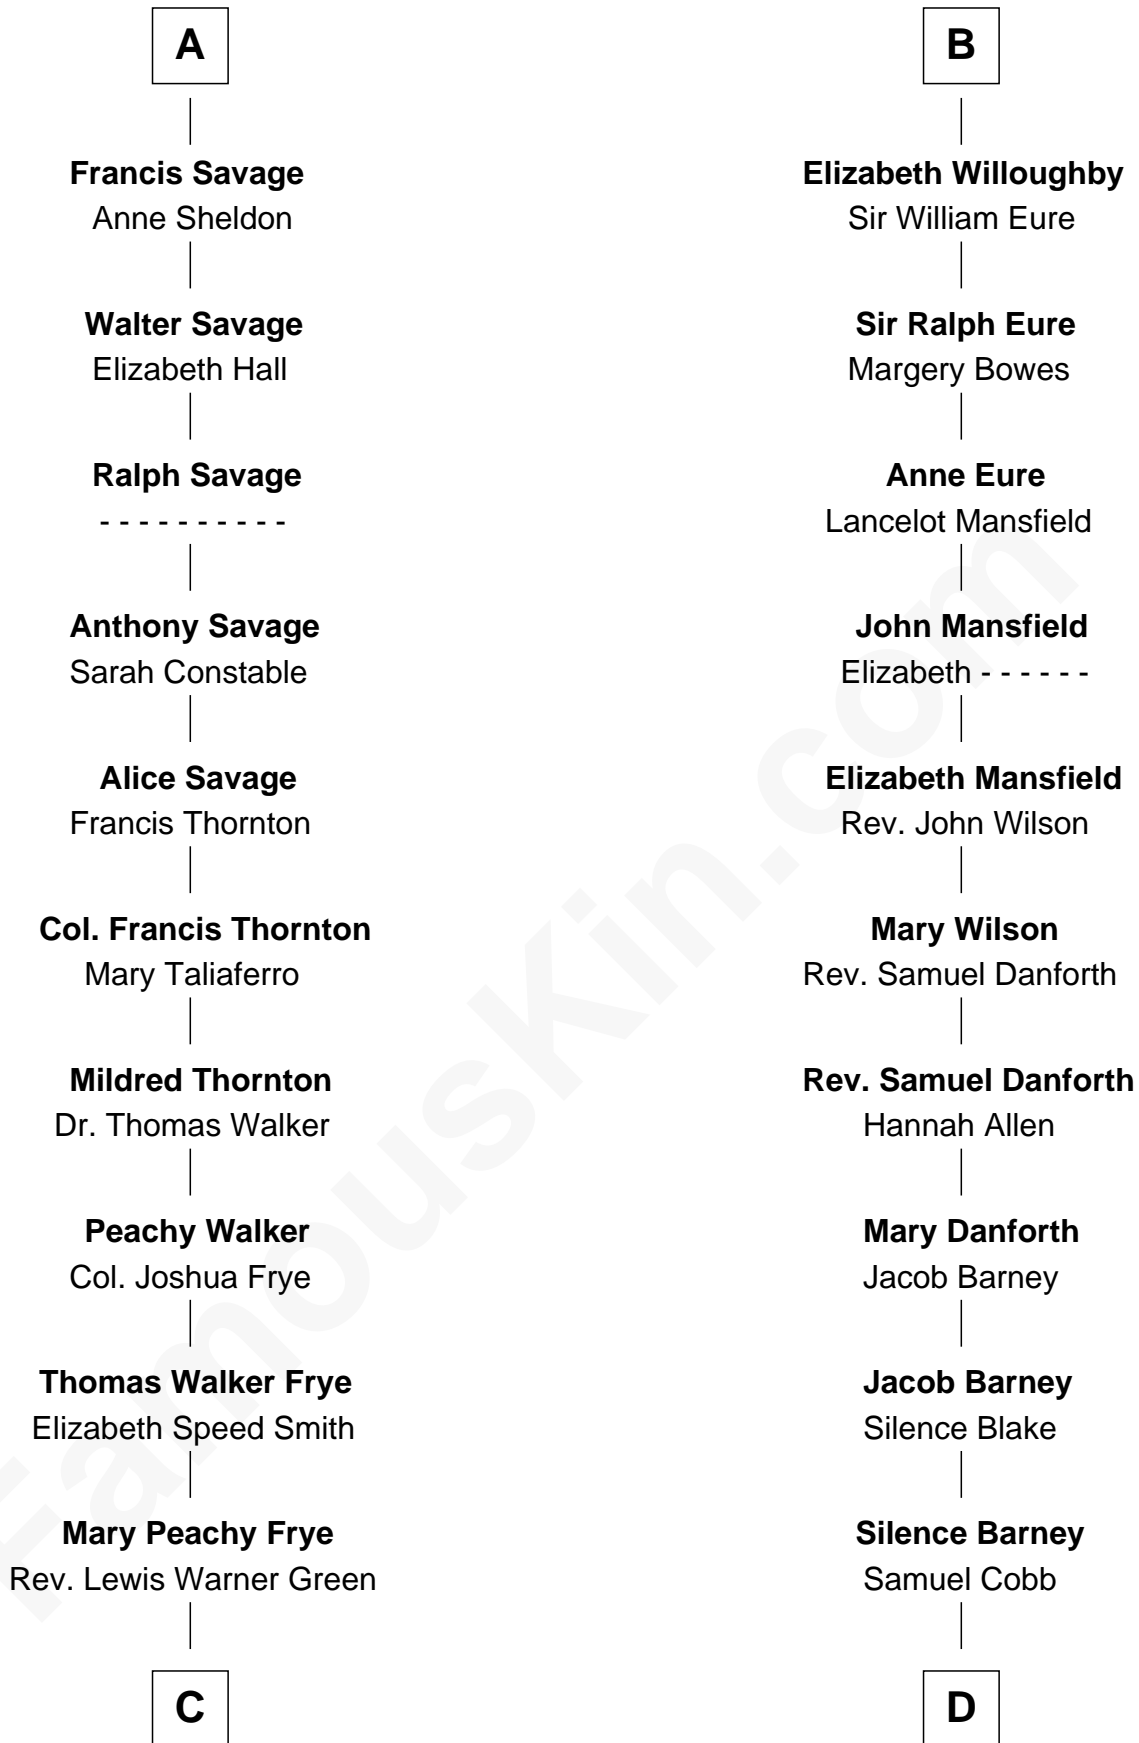 A
Francis Savage
Anne Sheldon
Walter Savage
Elizabeth Hall
Ralph Savage
- - - - - - - - - -
Anthony Savage
Sarah Constable
Alice Savage
Francis Thornton
Col. Francis Thornton
Mary Taliaferro
Mildred Thornton
Dr. Thomas Walker
Peachy Walker
Col. Joshua Frye
Thomas Walker Frye
Elizabeth Speed Smith
Mary Peachy Frye
Rev. Lewis Warner Green
C
B
Elizabeth Willoughby
Sir William Eure
Sir Ralph Eure
Margery Bowes
Anne Eure
Lancelot Mansfield
John Mansfield
Elizabeth - - - - - -
Elizabeth Mansfield
Rev. John Wilson
Mary Wilson
Rev. Samuel Danforth
Rev. Samuel Danforth
Hannah Allen
Mary Danforth
Jacob Barney
Jacob Barney
Silence Blake
Silence Barney
Samuel Cobb
D
FamousKin.com